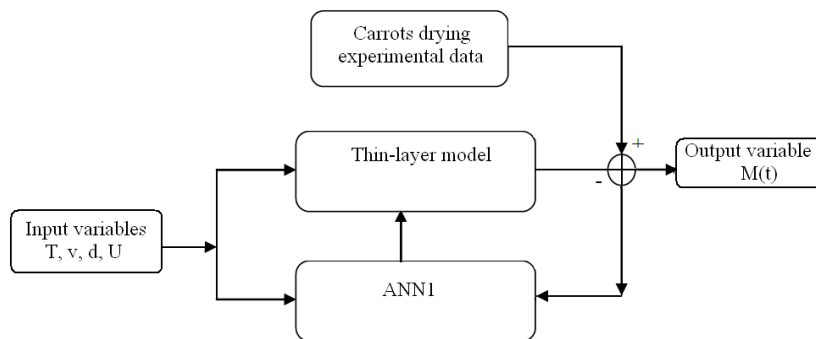 Carrots drying
experimental data
Thin-layer model
+
-
Output variable
M(t)
Input variables
T, v, d, U
ANN1